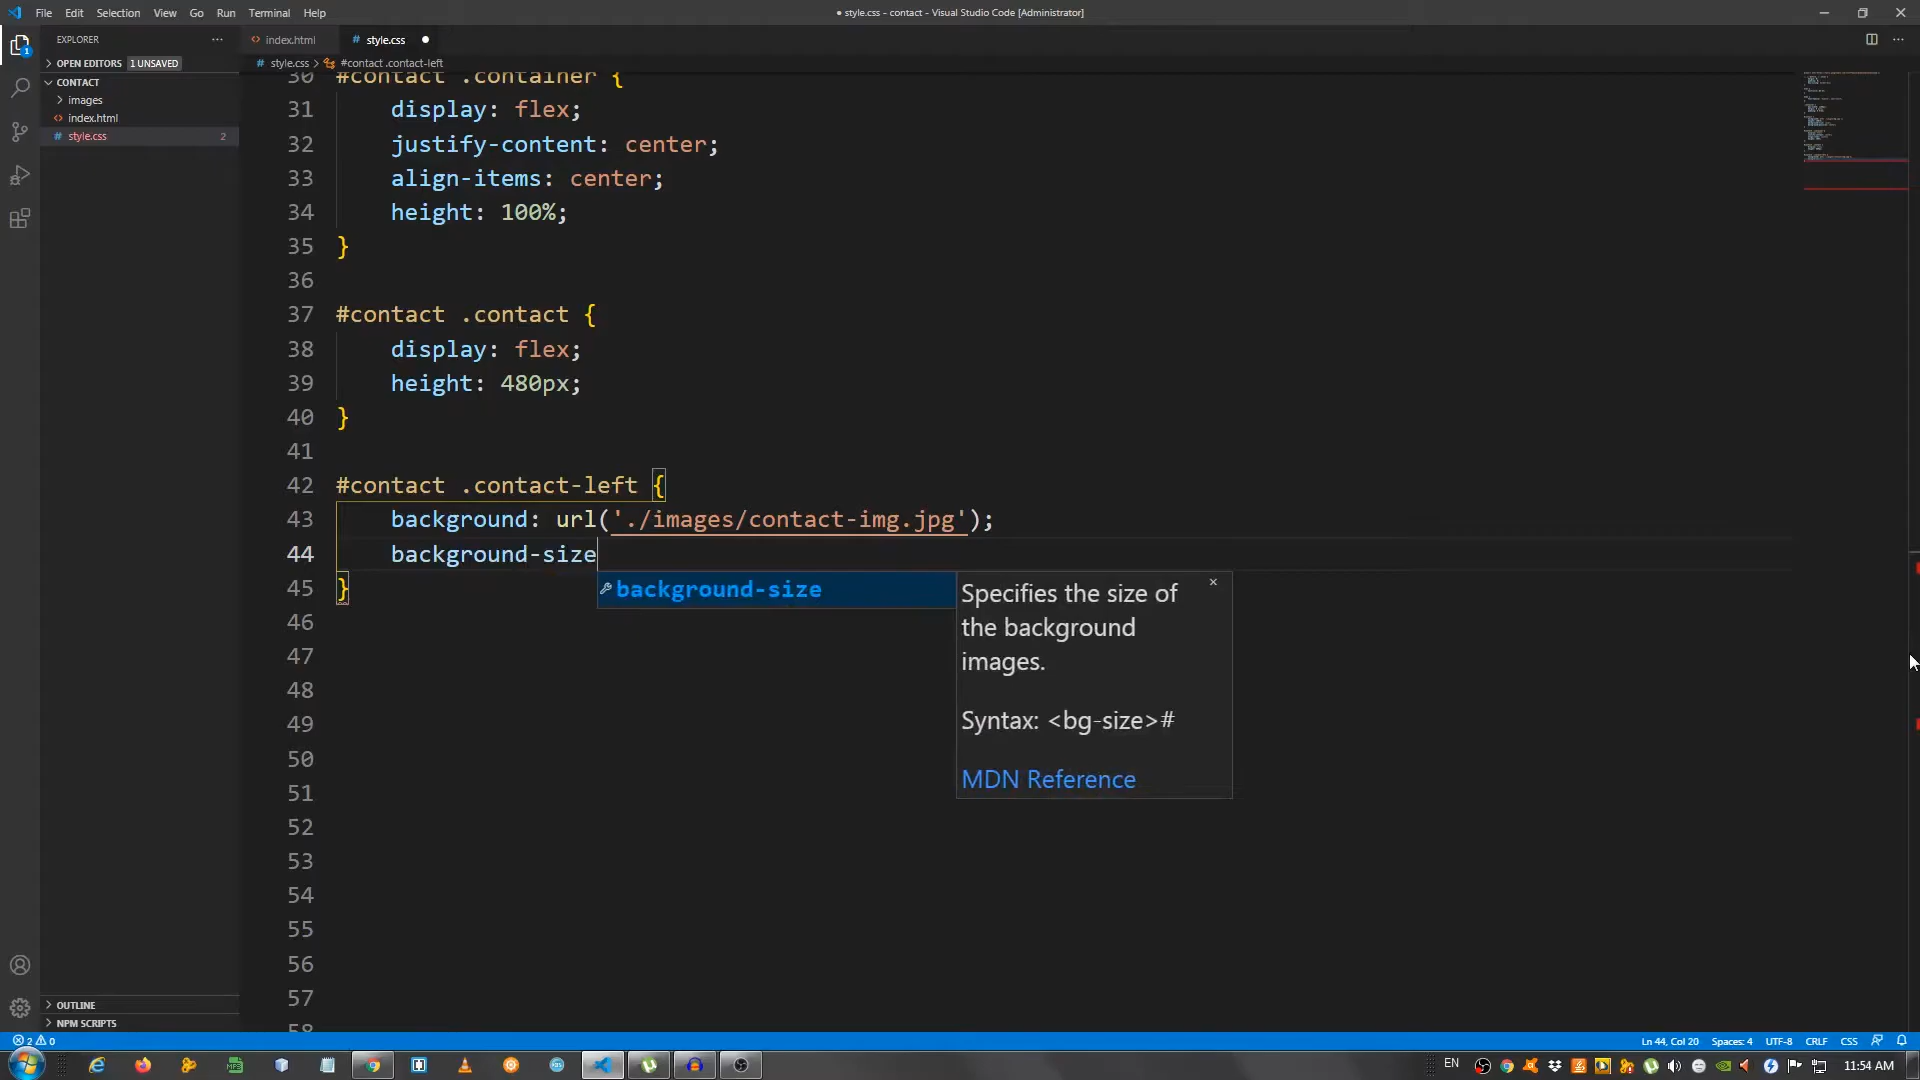 File Edit Selection View Go Run Terminal Help
● style.css - contact - Visual Studio Code [Administrator]
EXPLORER
index.html
# style.css
OPEN EDITORS 1 UNSAVED
# style.css > #contact .contact-left
CONTACT
images
index.html
# style.css 2
30 #contact .container {
31 display: flex;
32 justify-content: center;
33 align-items: center;
34 height: 100%;
35 }
36
37 #contact .contact {
38 display: flex;
39 height: 480px;
40 }
41
42 #contact .contact-left {
43 background: url('./images/contact-img.jpg');
44 background-size
45 }
46
47
48
49
50
51
52
53
54
55
56
57
58
background-size
Specifies the size of
the background
images.
Syntax: <bg-size>#
MDN Reference
OUTLINE
NPM SCRIPTS
2 0
Ln 44, Col 20 Spaces: 4 UTF-8 CRLF CSS
EN
11:54 AM